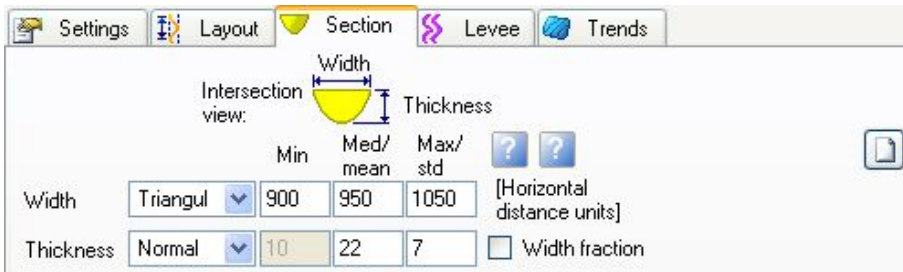 Settings Layout Section Levee Trends
Width
Intersection view: Thickness
Min Med/mean Max/std ? ?
Width Triangul 900 950 1050 [Horizontal distance units]
Thickness Normal 10 22 7 Width fraction